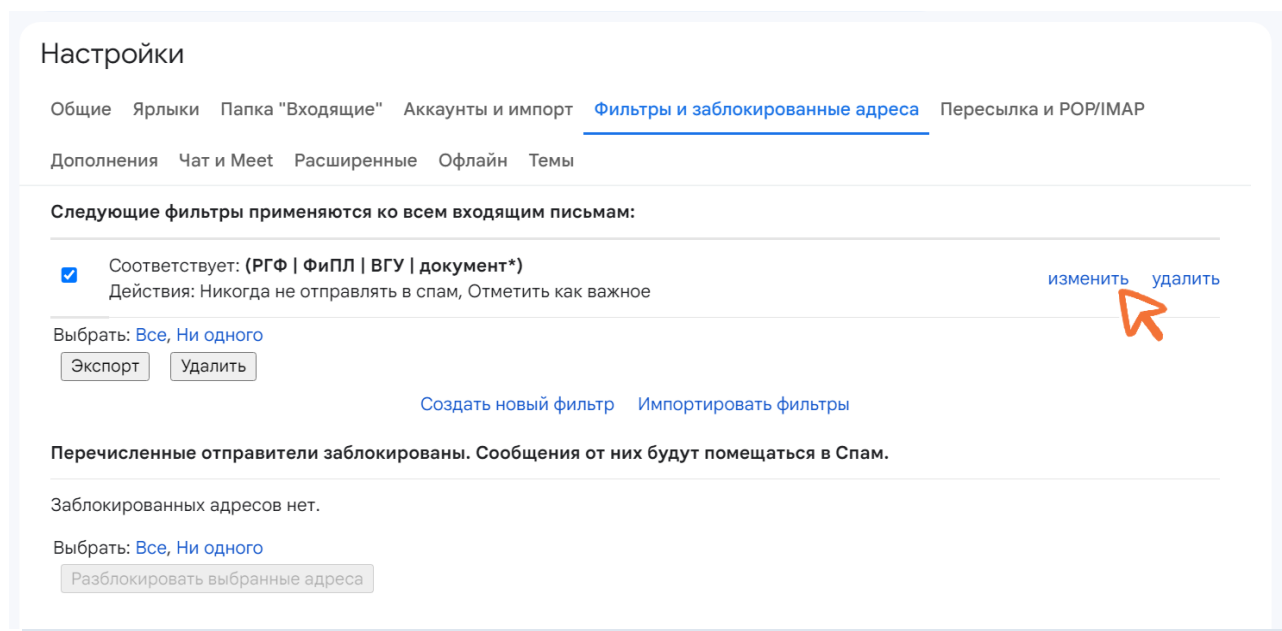 Настройки
Общие Ярлыки Папка "Входящие" Аккаунты и импорт Фильтры и заблокированные адреса Пересылка и POP/IMAP
Дополнения Чат и Meet Расширенные Офлайн Темы
Следующие фильтры применяются ко всем входящим письмам:
Соответствует: (РГФ | ФиПЛ | ВГУ | документ*)
Действия: Никогда не отправлять в спам, Отметить как важное
изменить удалить
Выбрать: Все, Ни одного
Экспорт Удалить
Создать новый фильтр Импортировать фильтры
Перечисленные отправители заблокированы. Сообщения от них будут помещаться в Спам.
Заблокированных адресов нет.
Выбрать: Все, Ни одного
Разблокировать выбранные адреса